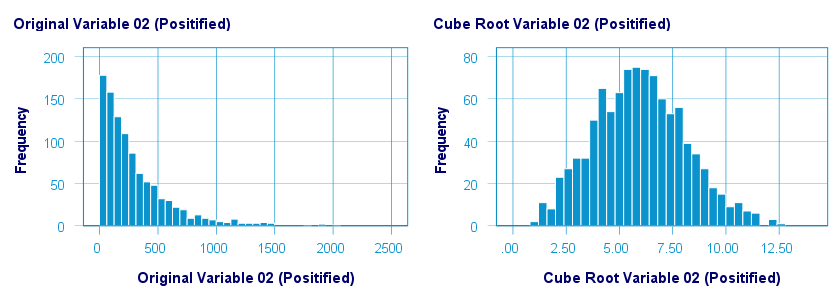 Original Variable 02 (Positified)
Frequency
200
150
100
50
0
0 500 1000 1500 2000 2500
Original Variable 02 (Positified)
Cube Root Variable 02 (Positified)
Frequency
80
60
40
20
0
.00 2.50 5.00 7.50 10.00 12.50
Cube Root Variable 02 (Positified)